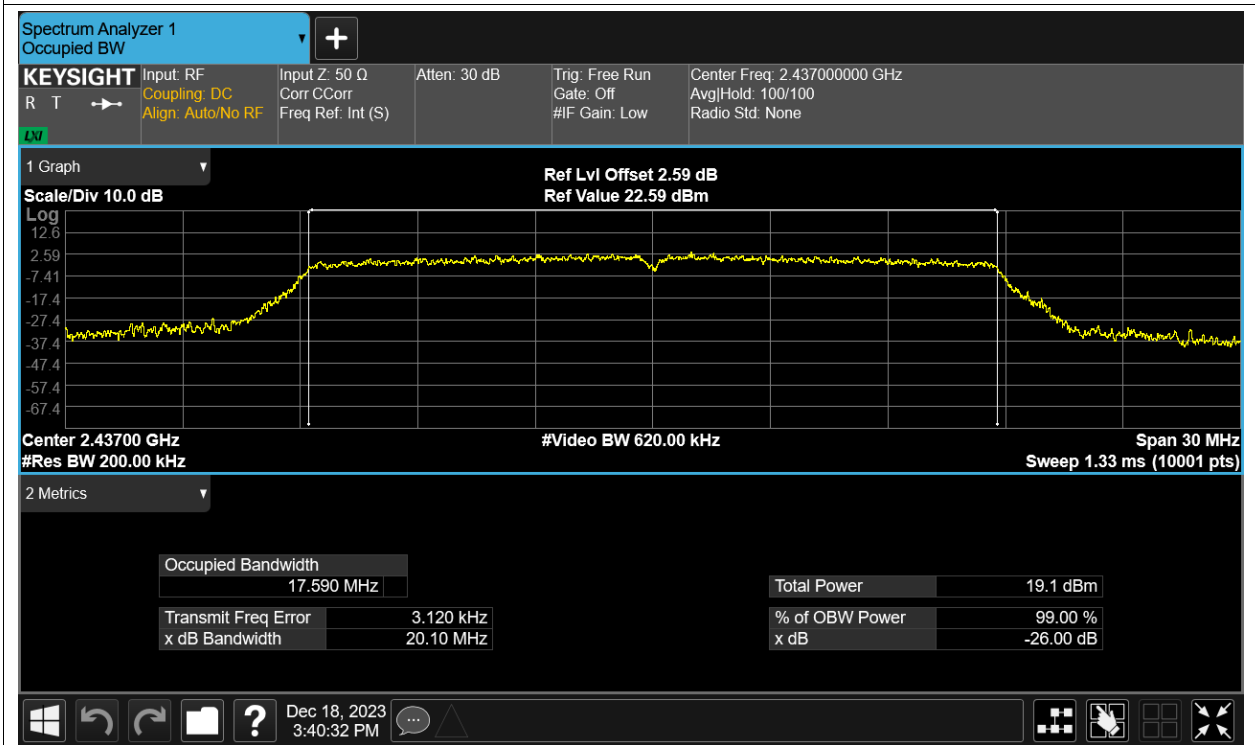 Spectrum Analyzer 1
Occupied BW
+
KEYSIGHT
R T
LXI
Input: RF
Coupling: DC
Align: Auto/No RF
Input Z: 50 Ω
Corr CCorr
Freq Ref: Int (S)
Atten: 30 dB
Trig: Free Run
Gate: Off
#IF Gain: Low
Center Freq: 2.437000000 GHz
Avg|Hold: 100/100
Radio Std: None
1 Graph
Scale/Div 10.0 dB
Ref Lvl Offset 2.59 dB
Ref Value 22.59 dBm
Log
12.6
2.59
-7.41
-17.4
-27.4
-37.4
-47.4
-57.4
-67.4
Center 2.43700 GHz
#Video BW 620.00 kHz
Span 30 MHz
#Res BW 200.00 kHz
Sweep 1.33 ms (10001 pts)
2 Metrics
Occupied Bandwidth
17.590 MHz
Transmit Freq Error 3.120 kHz
x dB Bandwidth 20.10 MHz
Total Power 19.1 dBm
% of OBW Power 99.00 %
x dB -26.00 dB
?
Dec 18, 2023
3:40:32 PM